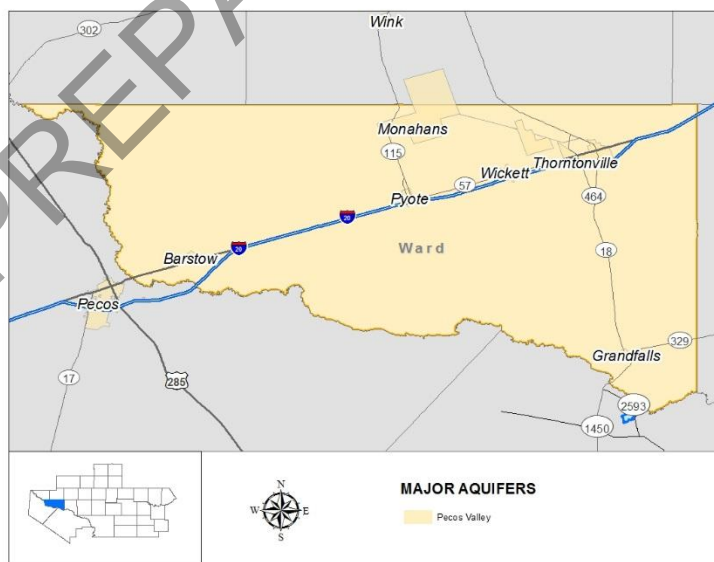 PREPA
302
Wink
Monahans
115
Thorntonville
Wickett
57
Pyote
464
20
20
Ward
18
Barstow
Pecos
Grandfalls
329
17
285
2593
1450
N
W E
S
MAJOR AQUIFERS
Pecos Valley